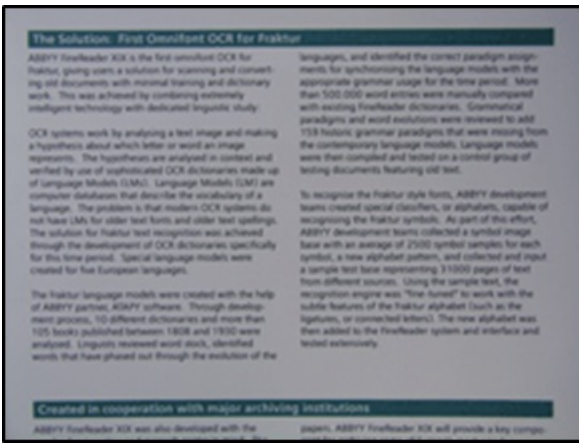 The Solution: First Omnifont OCR for Fraktur
ABBYY FineReader XIX is the first omnifont OCR for
Fraktur, giving users a solution for scanning and convert-
ing old documents with minimal training and dictionary
work. This was achieved by combining extremely
intelligent technology with dedicated linguistic study:
OCR systems work by analysing a text image and making
a hypothesis about which letter or word an image
represents. The hypotheses are analysed in context and
verified by use of sophisticated OCR dictionaries made up
of Language Models (LMs). Language Models (LM) are
computer databases that describe the vocabulary of a
language. The problem is that modern OCR systems do
not have LMs for older text fonts and older text spellings.
The solution for Fraktur text recognition was achieved
through the development of OCR dictionaries specifically
for this time period. Special language models were
created for five European languages.
The Fraktur language models were created with the help
of ABBYY partner, ATAPY software. Through develop-
ment process, 10 different dictionaries and more than
105 books published between 1808 and 1930 were
analyzed. Linguists reviewed word stock, identified
words that have phased out through the evolution of the
languages, and identified the correct paradigm assign-
ments for synchronising the language models with the
appropriate grammar usage for the time period. More
than 500.000 word entries were manually compared
with existing FineReader dictionaries. Grammatical
paradigms and word evolutions were reviewed to add
159 historic grammar paradigms that were missing from
the contemporary language models. Language models
were then compiled and tested on a control group of
testing documents featuring old text.
To recognise the Fraktur style fonts, ABBYY development
teams created special classifiers, or alphabets, capable of
recognising the Fraktur symbols. As part of this effort,
ABBYY development teams collected a symbol image
base with an average of 2500 symbol samples for each
symbol, a new alphabet pattern, and collected and input
a sample test base representing 31000 pages of text
from different sources. Using the sample text, the
recognition engine was "fine-tuned" to work with the
subtle features of the Fraktur alphabet (such as the
ligatures, or connected letters). The new alphabet was
then added to the FineReader system and interface and
tested extensively.
Created in cooperation with major archiving institutions
ABBYY FineReader XIX was also developed with the
papers, ABBYY FineReader XIX will provide a key compo-